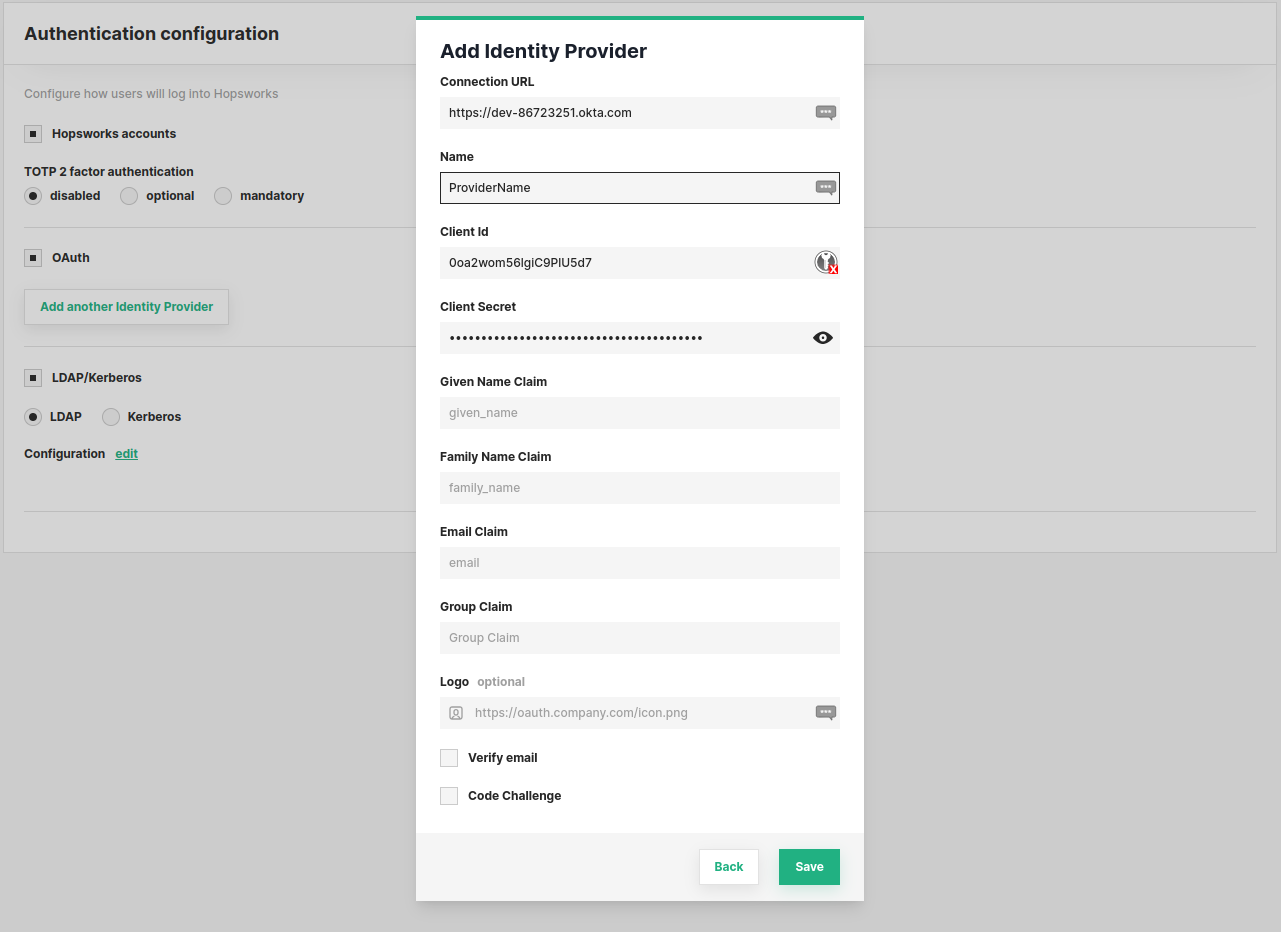 Authentication configuration
Configure how users will log into Hopsworks
Hopsworks accounts
TOTP 2 factor authentication
disabled optional mandatory
OAuth
Add another Identity Provider
LDAP/Kerberos
LDAP Kerberos
Configuration edit
Add Identity Provider
Connection URL
https://dev-86723251.okta.com
Name
ProviderName
Client Id
0oa2wom56lgiC9PlU5d7
Client Secret
••••••••••••••••••••••••••••••••••••••••
Given Name Claim
given_name
Family Name Claim
family_name
Email Claim
email
Group Claim
Group Claim
Logo optional
https://oauth.company.com/icon.png
Verify email
Code Challenge
Back Save